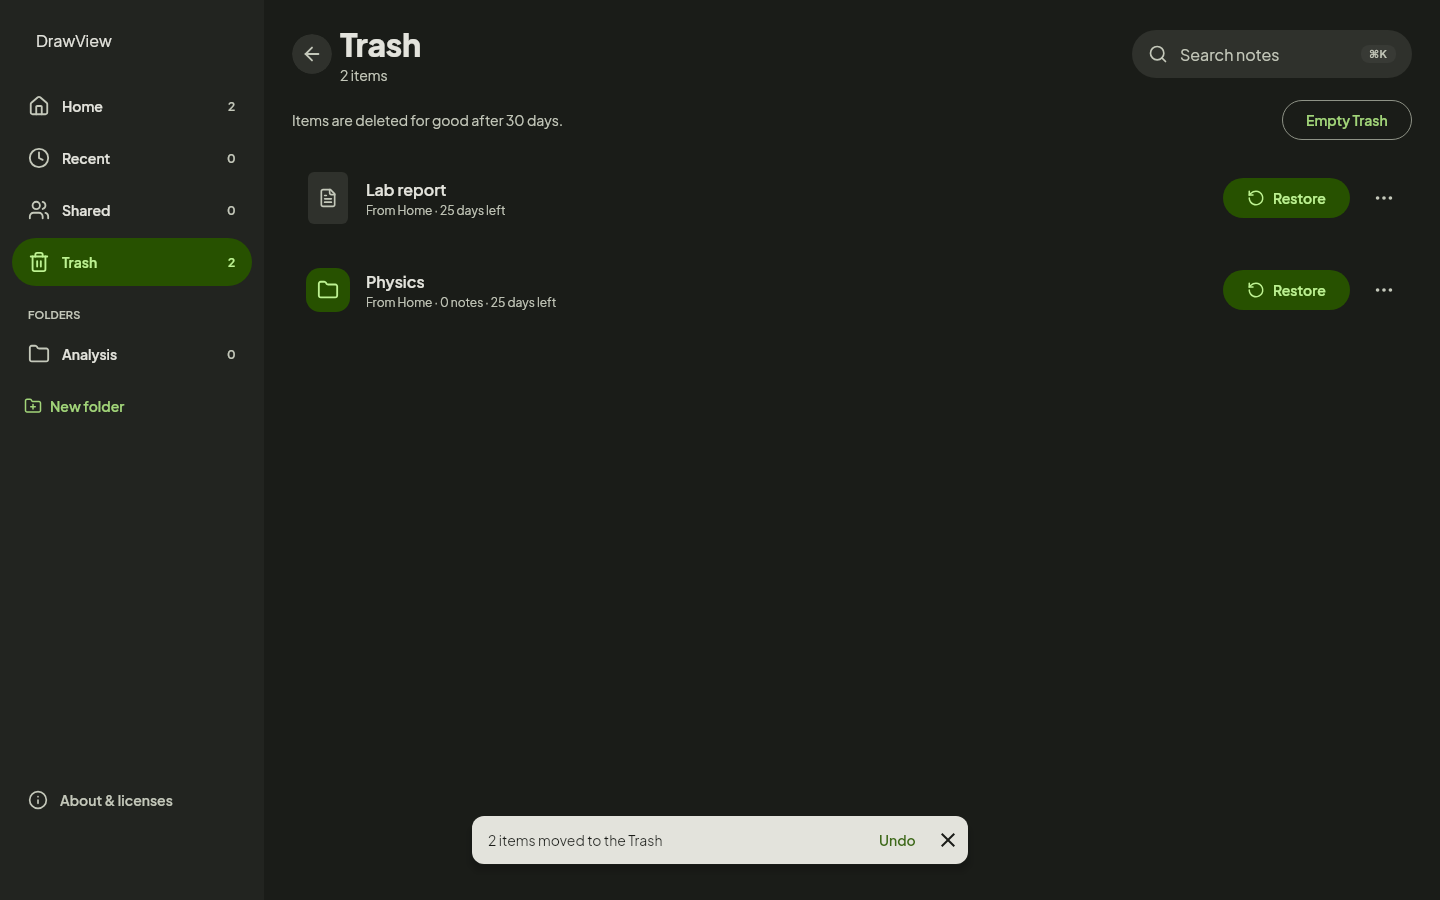 DrawView
Home 2
Recent 0
Shared 0
Trash 2
FOLDERS
Analysis 0
New folder
About & licenses
Trash
2 items
Search notes ⌘K
Items are deleted for good after 30 days.
Empty Trash
Lab report
From Home · 25 days left
Restore
Physics
From Home · 0 notes · 25 days left
Restore
2 items moved to the Trash Undo